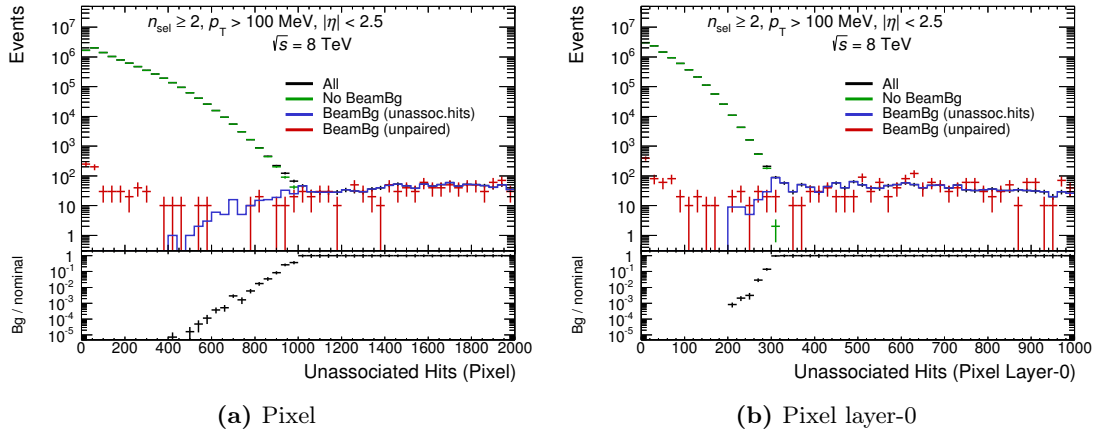 n_sel ≥ 2, p_T > 100 MeV, |η| < 2.5
√s = 8 TeV
Events
10^7
10^6
10^5
10^4
10^3
10^2
10
1
All
No BeamBg
BeamBg (unassoc.hits)
BeamBg (unpaired)
Bg / nominal
1
10^-1
10^-2
10^-3
10^-4
10^-5
0 200 400 600 800 1000 1200 1400 1600 1800 2000
Unassociated Hits (Pixel)
(a) Pixel
n_sel ≥ 2, p_T > 100 MeV, |η| < 2.5
√s = 8 TeV
Events
10^7
10^6
10^5
10^4
10^3
10^2
10
1
All
No BeamBg
BeamBg (unassoc.hits)
BeamBg (unpaired)
Bg / nominal
1
10^-1
10^-2
10^-3
10^-4
10^-5
0 100 200 300 400 500 600 700 800 900 1000
Unassociated Hits (Pixel Layer-0)
(b) Pixel layer-0